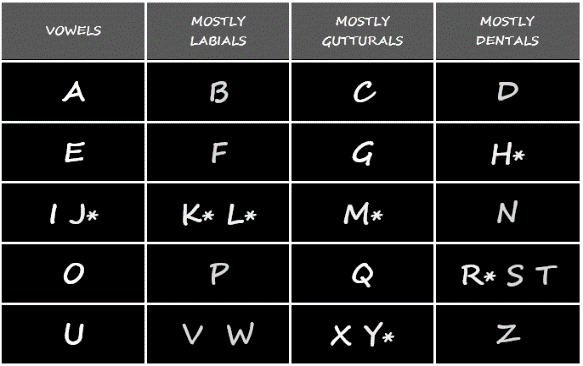 VOWELS MOSTLY LABIALS MOSTLY GUTTURALS MOSTLY DENTALS
A B C D
E F G H*
I J* K* L* M* N
O P Q R* S T
U V W X Y* Z